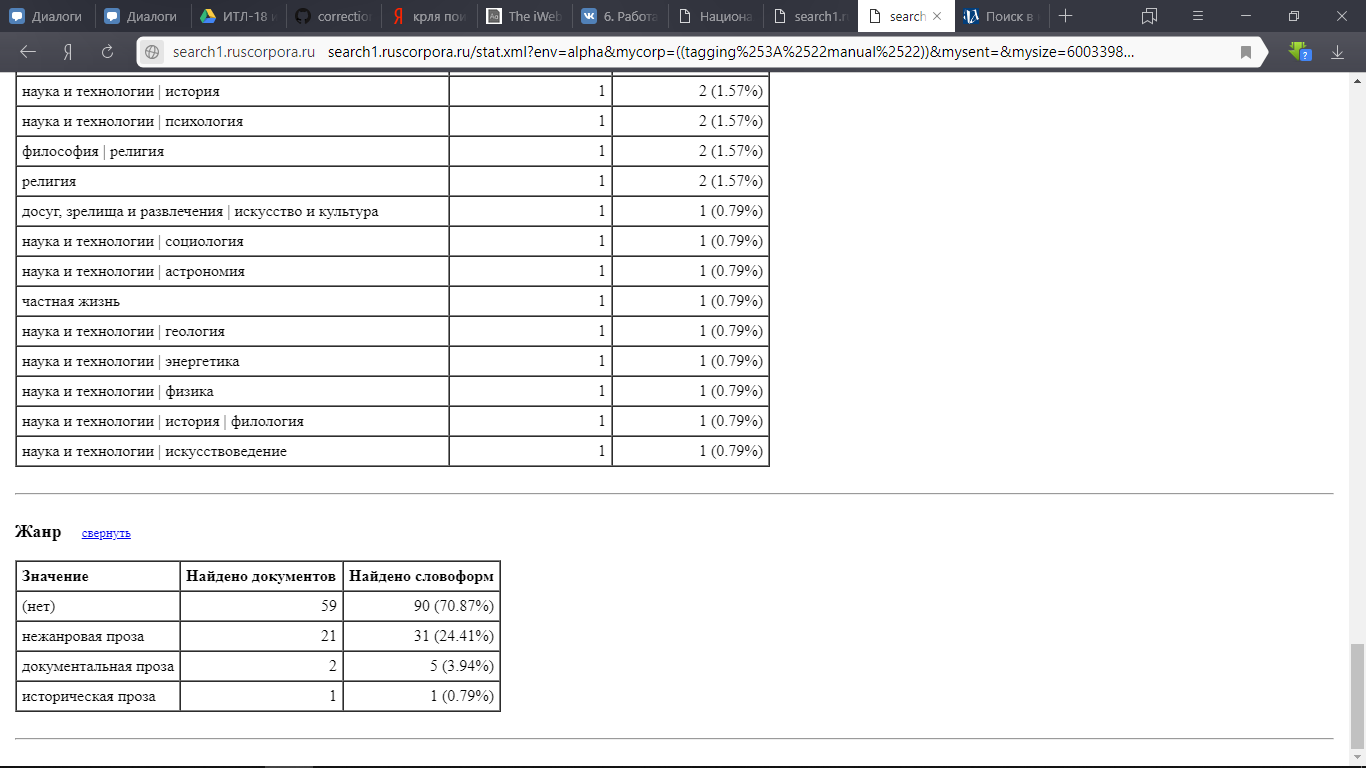 Диалоги
Диалоги
ИТЛ-18 и
correction
крля пои
The iWeb
6. Работа
Национа
search1.r
search
Поиск в
search1.ruscorpora.ru search1.ruscorpora.ru/stat.xml?env=alpha&mycorp=((tagging%253A%2522manual%2522))&mysent=&mysize=6003398...
наука и технологии | история 1 2 (1.57%)
наука и технологии | психология 1 2 (1.57%)
философия | религия 1 2 (1.57%)
религия 1 2 (1.57%)
досуг, зрелища и развлечения | искусство и культура 1 1 (0.79%)
наука и технологии | социология 1 1 (0.79%)
наука и технологии | астрономия 1 1 (0.79%)
частная жизнь 1 1 (0.79%)
наука и технологии | геология 1 1 (0.79%)
наука и технологии | энергетика 1 1 (0.79%)
наука и технологии | физика 1 1 (0.79%)
наука и технологии | история | филология 1 1 (0.79%)
наука и технологии | искусствоведение 1 1 (0.79%)
Жанр свернуть
Значение Найдено документов Найдено словоформ
(нет) 59 90 (70.87%)
нежанровая проза 21 31 (24.41%)
документальная проза 2 5 (3.94%)
историческая проза 1 1 (0.79%)